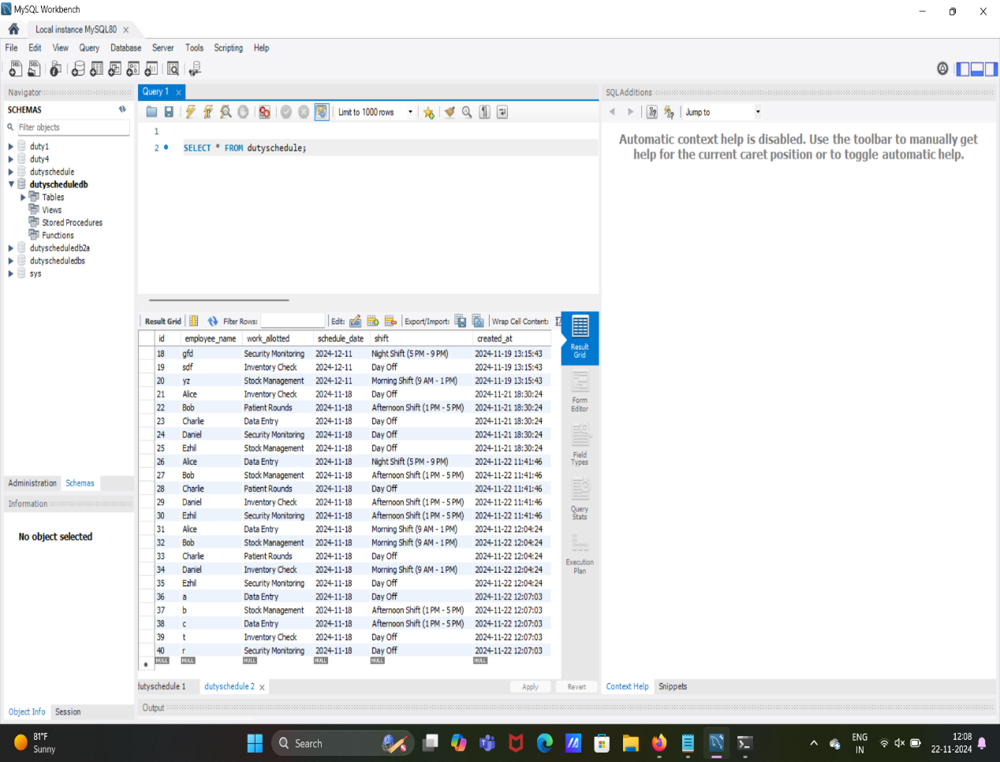 MySQL Workbench
Local instance MySQL80
File Edit View Query Database Server Tools Scripting Help
Navigator
SCHEMAS
Filter objects
duty1
duty4
dutyschedule
dutyscheduledb
Tables
Views
Stored Procedures
Functions
dutyscheduledb2a
dutyscheduledbs
sys
Administration Schemas
Information
No object selected
Object Info Session
Query 1
Limit to 1000 rows
1
2 SELECT * FROM dutyschedule;
Result Grid Filter Rows: Edit: Export/Import: Wrap Cell Content:
id employee_name work_allotted schedule_date shift created_at
18 gfd Security Monitoring 2024-12-11 Night Shift (5 PM - 9 PM) 2024-11-19 13:15:43
19 sdf Inventory Check 2024-12-11 Day Off 2024-11-19 13:15:43
20 yz Stock Management 2024-12-11 Morning Shift (9 AM - 1 PM) 2024-11-19 13:15:43
21 Alice Inventory Check 2024-11-18 Day Off 2024-11-21 18:30:24
22 Bob Patient Rounds 2024-11-18 Afternoon Shift (1 PM - 5 PM) 2024-11-21 18:30:24
23 Charlie Data Entry 2024-11-18 Day Off 2024-11-21 18:30:24
24 Daniel Security Monitoring 2024-11-18 Day Off 2024-11-21 18:30:24
25 Ezhil Stock Management 2024-11-18 Day Off 2024-11-21 18:30:24
26 Alice Data Entry 2024-11-18 Night Shift (5 PM - 9 PM) 2024-11-22 11:41:46
27 Bob Stock Management 2024-11-18 Afternoon Shift (1 PM - 5 PM) 2024-11-22 11:41:46
28 Charlie Patient Rounds 2024-11-18 Day Off 2024-11-22 11:41:46
29 Daniel Inventory Check 2024-11-18 Afternoon Shift (1 PM - 5 PM) 2024-11-22 11:41:46
30 Ezhil Security Monitoring 2024-11-18 Afternoon Shift (1 PM - 5 PM) 2024-11-22 11:41:46
31 Alice Data Entry 2024-11-18 Morning Shift (9 AM - 1 PM) 2024-11-22 12:04:24
32 Bob Stock Management 2024-11-18 Morning Shift (9 AM - 1 PM) 2024-11-22 12:04:24
33 Charlie Patient Rounds 2024-11-18 Day Off 2024-11-22 12:04:24
34 Daniel Inventory Check 2024-11-18 Morning Shift (9 AM - 1 PM) 2024-11-22 12:04:24
35 Ezhil Security Monitoring 2024-11-18 Day Off 2024-11-22 12:04:24
36 a Data Entry 2024-11-18 Day Off 2024-11-22 12:07:03
37 b Stock Management 2024-11-18 Afternoon Shift (1 PM - 5 PM) 2024-11-22 12:07:03
38 c Data Entry 2024-11-18 Afternoon Shift (1 PM - 5 PM) 2024-11-22 12:07:03
39 t Inventory Check 2024-11-18 Day Off 2024-11-22 12:07:03
40 r Security Monitoring 2024-11-18 Day Off 2024-11-22 12:07:03
NULL NULL NULL NULL NULL NULL
Result
Grid
Form
Editor
Field
Types
Query
Stats
Execution
Plan
dutyschedule 1 dutyschedule 2 Apply Revert
Output
SQLAdditions
Jump to
Automatic context help is disabled. Use the toolbar to manually get
help for the current caret position or to toggle automatic help.
Context Help Snippets
81°F
Sunny
Search
ENG
IN
12:08
22-11-2024